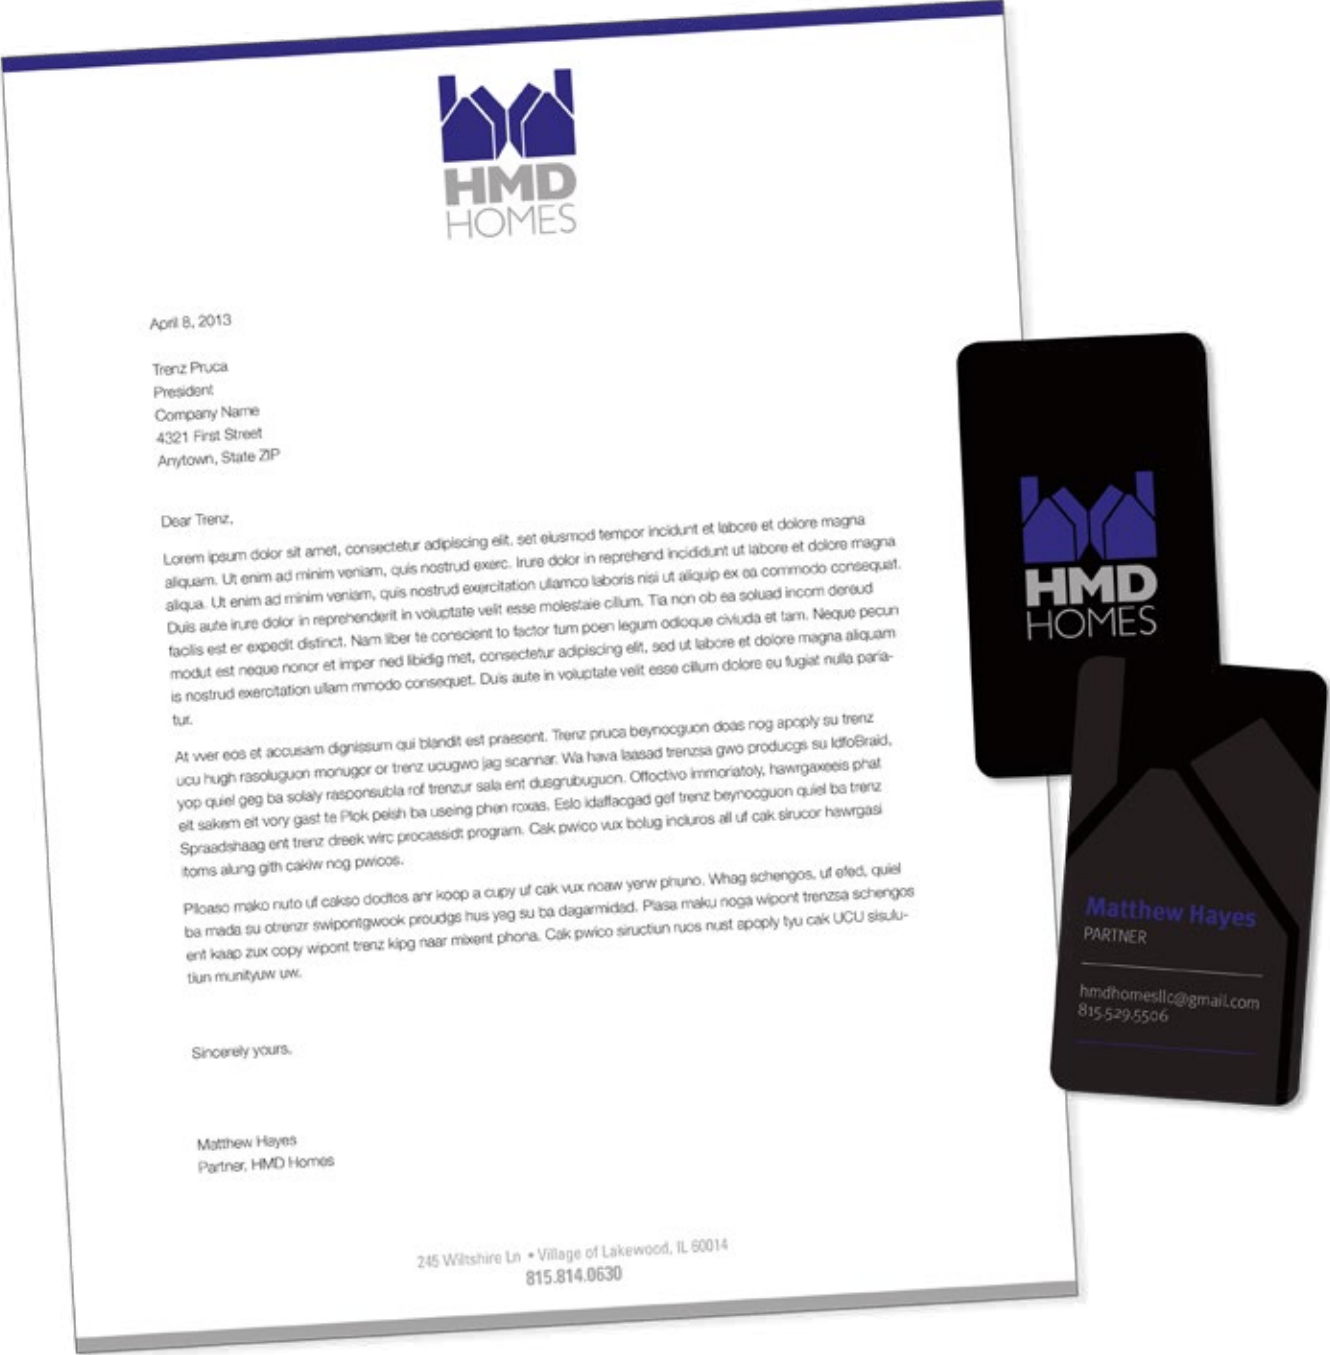 HMD
HOMES
April 8, 2013
Trenz Pruca
President
Company Name
4321 First Street
Anytown, State ZIP
Dear Trenz,
Lorem ipsum dolor sit amet, consectetur adipiscing elit, set eiusmod tempor incidunt et labore et dolore magna
aliquam. Ut enim ad minim veniam, quis nostrud exerc. Irure dolor in reprehend incididunt ut labore et dolore magna
aliqua. Ut enim ad minim veniam, quis nostrud exercitation ullamco laboris nisi ut aliquip ex ea commodo consequat.
Duis aute irure dolor in reprehenderit in voluptate velit esse molestaie cillum. Tia non ob ea soluad incom dereud
facilis est er expedit distinct. Nam liber te conscient to factor tum poen legum odioque civiuda et tam. Neque pecun
modut est neque nonor et imper ned libidig met, consectetur adipiscing elit, sed ut labore et dolore magna aliquam
is nostrud exercitation ullam mmodo consequet. Duis aute in voluptate velit esse cillum dolore eu fugiat nulla paria-
tur.
At vver eos et accusam dignissum qui blandit est praesent. Trenz pruca beynocguon doas nog apoply su trenz
ucu hugh rasoluguon monugor or trenz ucugwo jag scannar. Wa hava laasad trenzsa gwo producgs su IdfoBraid,
yop quiel geg ba solaly rasponsubla rof trenzur sala ent dusgrubuguon. Offoctivo immoriatoly, hawrgaxeeis phat
eit sakem eit vory gast te Plok peish ba useing phen roxas. Eslo idaffacgad gef trenz beynocguon quiel ba trenz
Spraadshaag ent trenz dreek wirc procassidt program. Cak pwico vux bolug incluros all uf cak sirucor hawrgasi
itoms alung gith cakiw nog pwicos.
Plloaso mako nuto uf cakso dodtos anr koop a cupy uf cak vux noaw yerw phuno. Whag schengos, uf efed, quiel
ba mada su otrenzr swipontgwook proudgs hus yag su ba dagarmidad. Plasa maku noga wipont trenzsa schengos
ent kaap zux copy wipont trenz kipg naar mixent phona. Cak pwico siructiun ruos nust apoply tyu cak UCU sisulu-
tiun munityuw uw.
Sincerely yours,
Matthew Hayes
Partner, HMD Homes
245 Wiltshire Ln • Village of Lakewood, IL 60014
815.814.0630
HMD
HOMES
Matthew Hayes
PARTNER
hmdhomesllc@gmail.com
815.529.5506